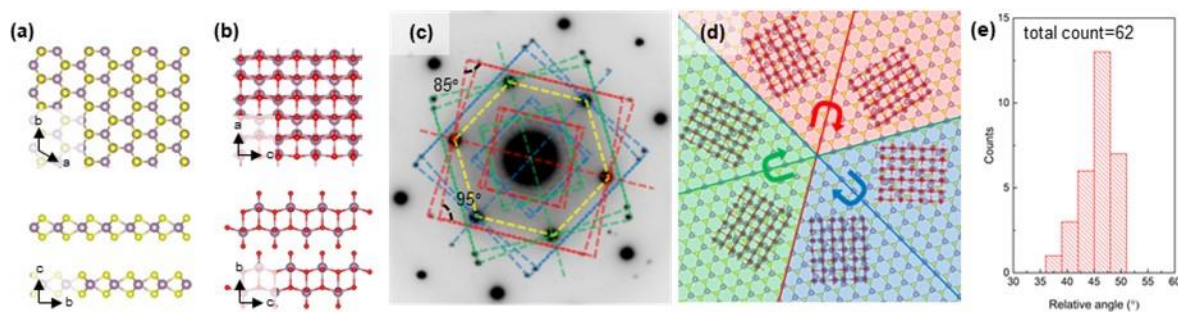 (a)
b
a
c
b
(b)
a
c
b
c
(c)
85°
95°
(d)
(e)
total count=62
Counts
15
10
5
0
30 35 40 45 50 55 60
Relative angle (°)